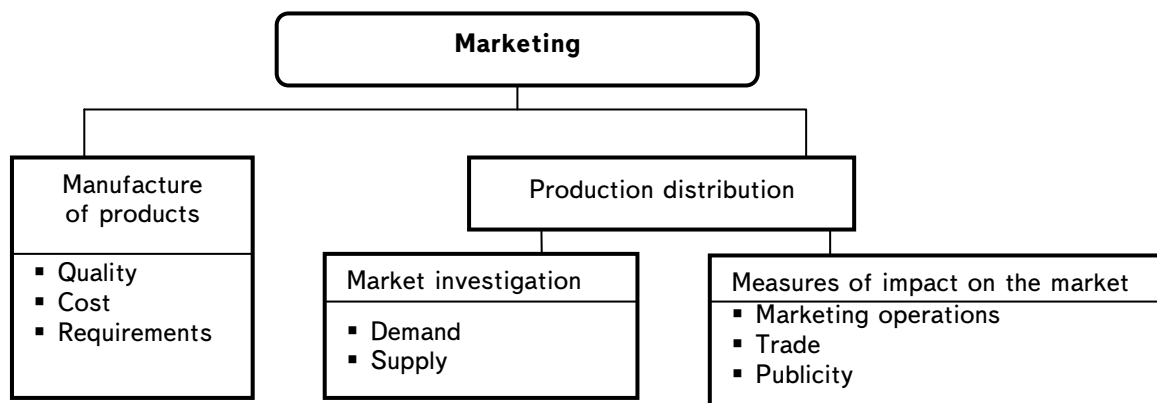 Marketing
Manufacture
of products
▪ Quality
▪ Cost
▪ Requirements
Production distribution
Market investigation
▪ Demand
▪ Supply
Measures of impact on the market
▪ Marketing operations
▪ Trade
▪ Publicity